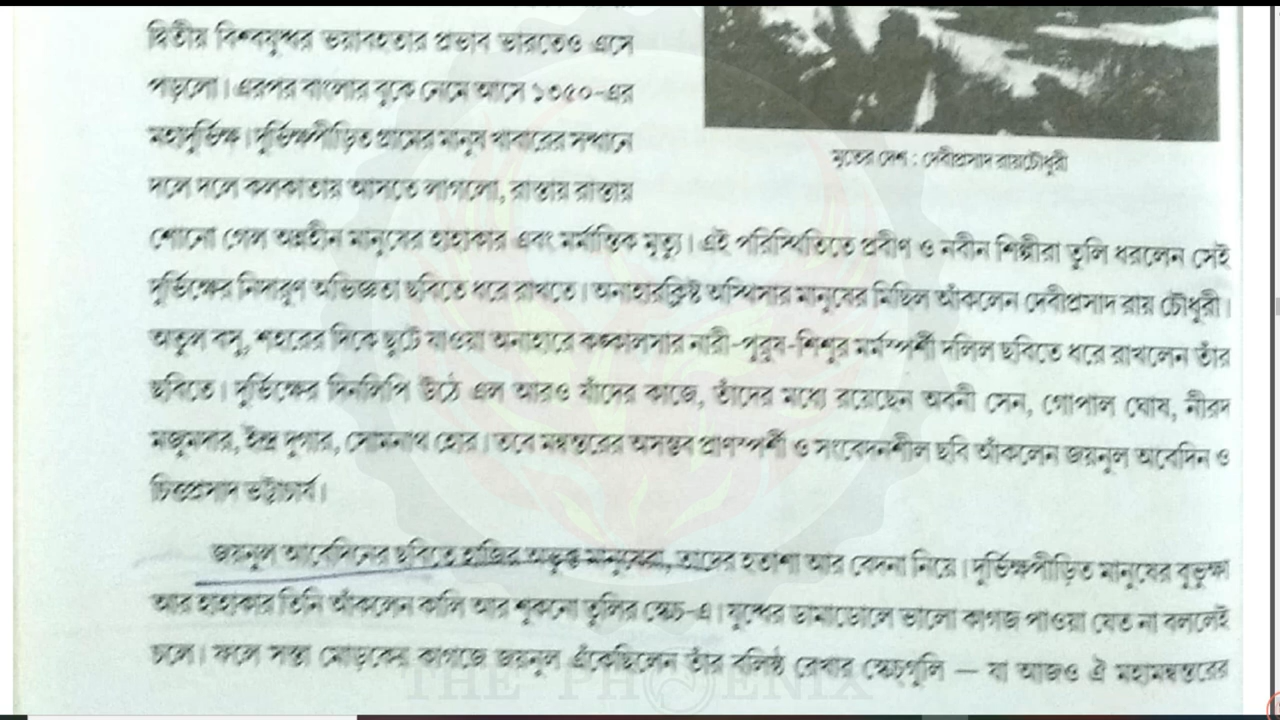 দ্বিতীয় বিশ্বযুদ্ধের ভয়াবহতার প্রভাব ভারতেও এসে
পড়লো। এরপর বাংলার বুকে নেমে আসে ১৩৫০-এর
মহাদুর্ভিক্ষ। দুর্ভিক্ষপীড়িত গ্রামের মানুষ খাবারের সন্ধানে
দলে দলে কলকাতায় আসতে লাগলো, রাস্তায় রাস্তায়
মৃতের দেশ : দেবীপ্রসাদ রায়চৌধুরী
শোনো গেল অন্নহীন মানুষের হাহাকার এবং মর্মান্তিক মৃত্যু। এই পরিস্থিতিতে প্রবীণ ও নবীন শিল্পীরা তুলি ধরলেন সেই
দুর্ভিক্ষের নিদারুণ অভিজ্ঞতা ছবিতে ধরে রাখতে। অনাহারক্লিষ্ট অস্থিসার মানুষের মিছিল আঁকলেন দেবীপ্রসাদ রায় চৌধুরী।
অতুল বসু, শহরের দিকে ছুটে যাওয়া অনাহারে কঙ্কালসার নারী-পুরুষ-শিশুর মর্মস্পর্শী দলিল ছবিতে ধরে রাখলেন তাঁর
ছবিতে। দুর্ভিক্ষের দিনলিপি উঠে এল আরও যাঁদের কাজে, তাঁদের মধ্যে রয়েছেন অবনী সেন, গোপাল ঘোষ, নীরদ
মজুমদার, ইন্দ্র দুগার, সোমনাথ হোর। তবে মন্বন্তরের অসম্ভব প্রাণস্পর্শী ও সংবেদনশীল ছবি আঁকলেন জয়নুল অবেদিন ও
চিত্তপ্রসাদ ভট্টাচার্য।
জয়নুল আবেদিনের ছবিতে হাজির অভুক্ত মানুষেরা, তাদের হতাশা আর বেদনা নিয়ে। দুর্ভিক্ষপীড়িত মানুষের বুভুক্ষা
আর হাহাকার তিনি আঁকলেন কালি আর শুকনো তুলির স্কেচ-এ। যুদ্ধের ডামাডোলে ভালো কাগজ পাওয়া যেত না বললেই
চলে। ফলে সস্তা মোড়কের কাগজে জয়নুল এঁকেছিলেন তাঁর বলিষ্ঠ রেখার স্কেচগুলি — যা আজও ঐ মহামন্বন্তরের
THE PHOENIX